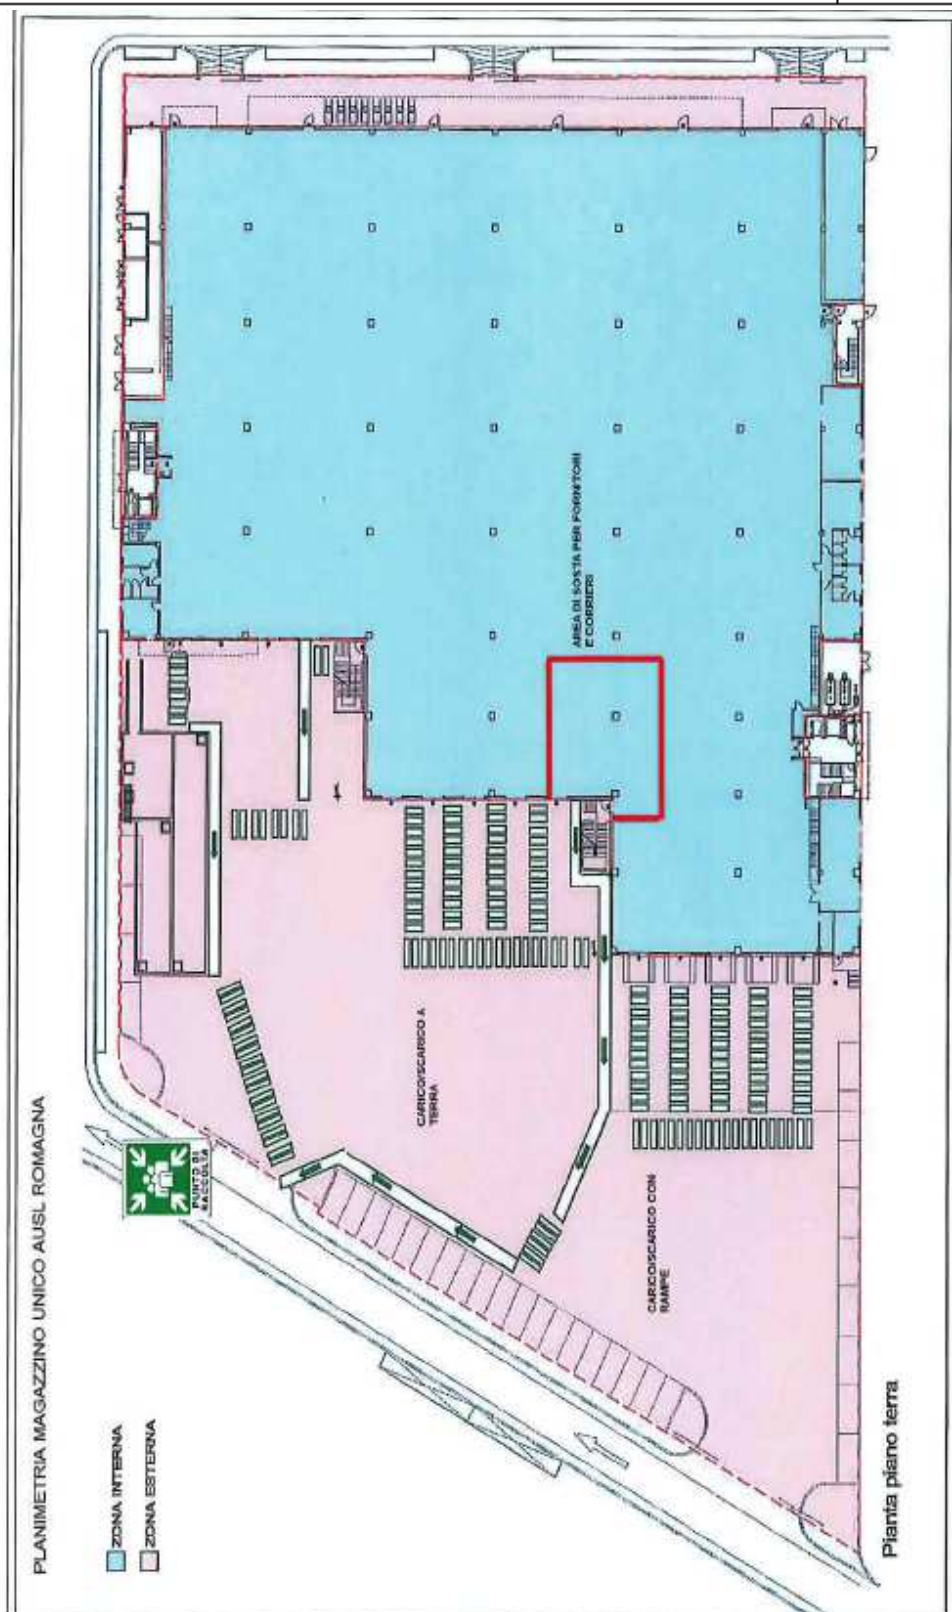 PLANIMETRIA MAGAZZINO UNICO AUSL ROMAGNA
ZONA INTERNA
ZONA ESTERNA
PUNTO DI
RACCOLTA
CARICO/SCARICO A
TERRA
CARICO/SCARICO CON
RAMPE
AREA DI SOSTA PER FORNITORI
E CORRIERI
Pianta piano terra